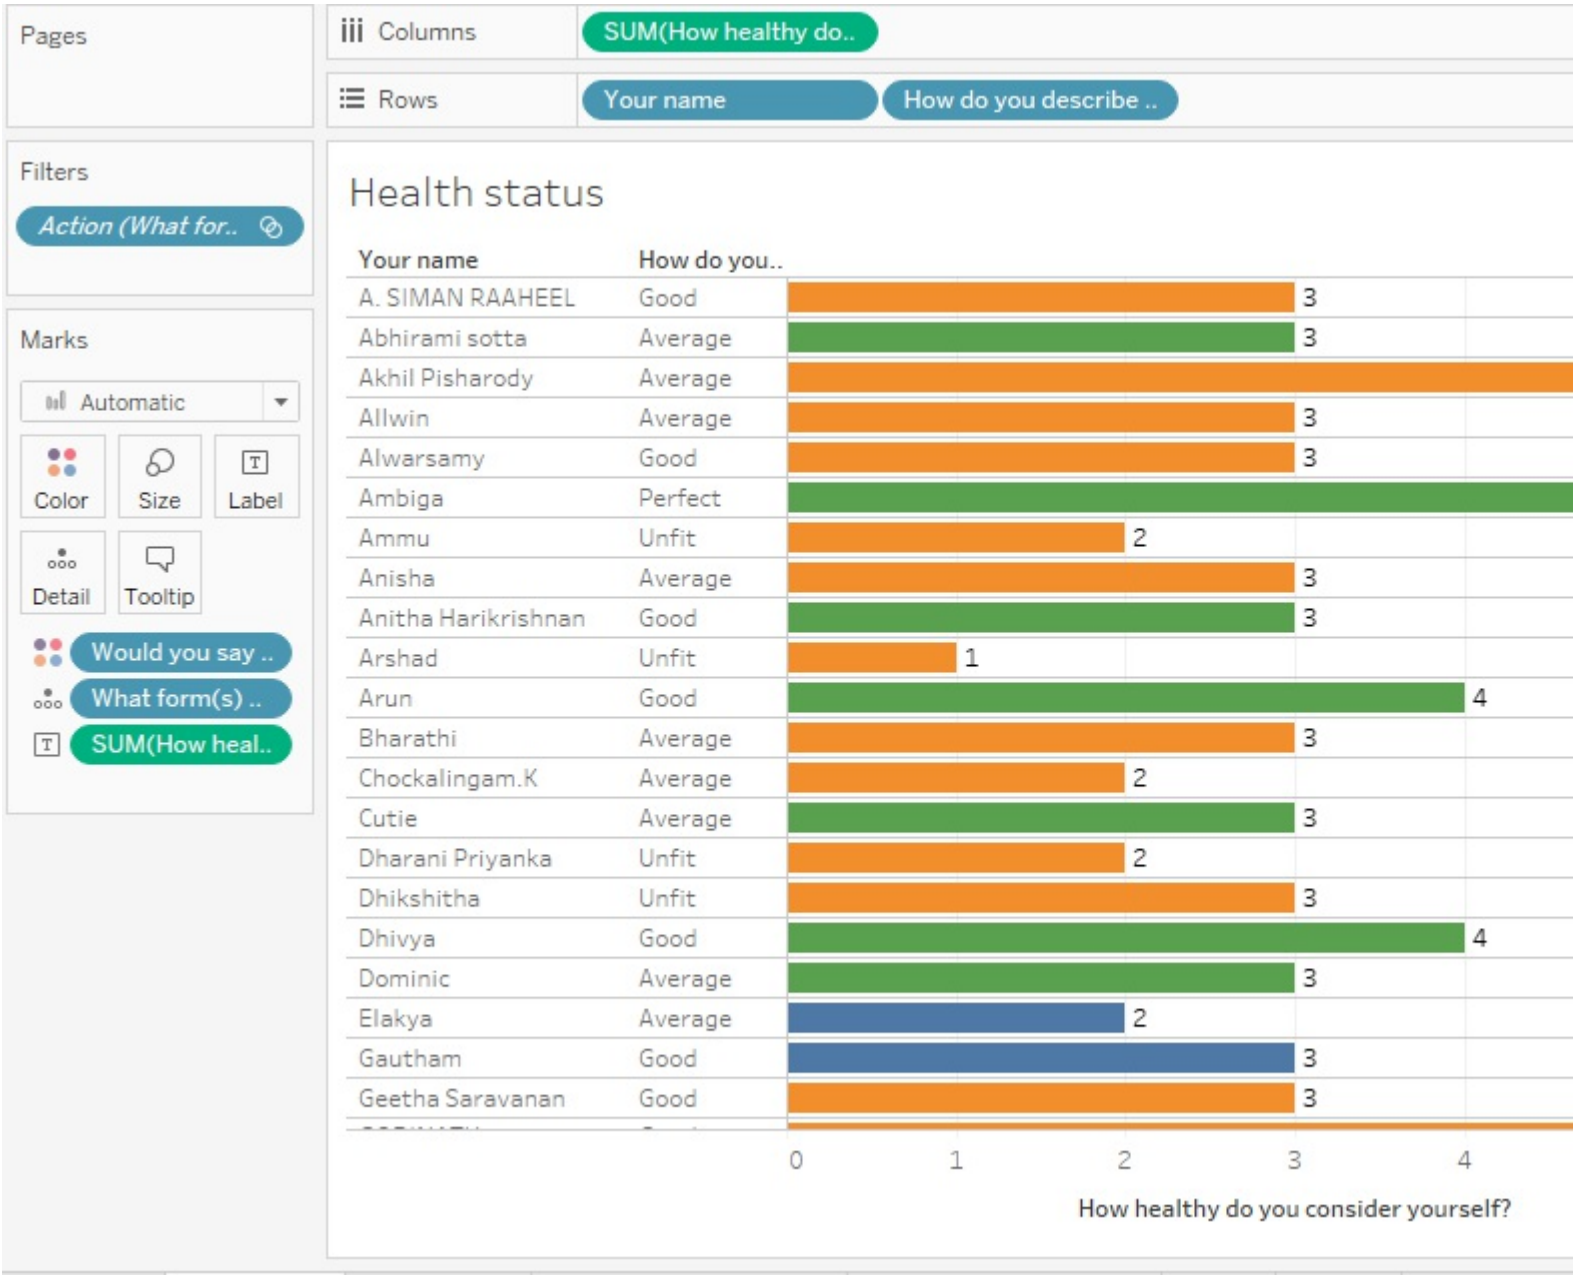 Pages
Columns
SUM(How healthy do..
Rows
Your name
How do you describe ..
Filters
Action (What for..
Marks
Automatic
Color
Size
Label
Detail
Tooltip
Would you say ..
What form(s) ..
SUM(How heal..
Health status
Your name How do you..
A. SIMAN RAAHEEL Good 3
Abhirami sotta Average 3
Akhil Pisharody Average
Allwin Average 3
Alwarsamy Good 3
Ambiga Perfect
Ammu Unfit 2
Anisha Average 3
Anitha Harikrishnan Good 3
Arshad Unfit 1
Arun Good 4
Bharathi Average 3
Chockalingam.K Average 2
Cutie Average 3
Dharani Priyanka Unfit 2
Dhikshitha Unfit 3
Dhivya Good 4
Dominic Average 3
Elakya Average 2
Gautham Good 3
Geetha Saravanan Good 3
0 1 2 3 4
How healthy do you consider yourself?